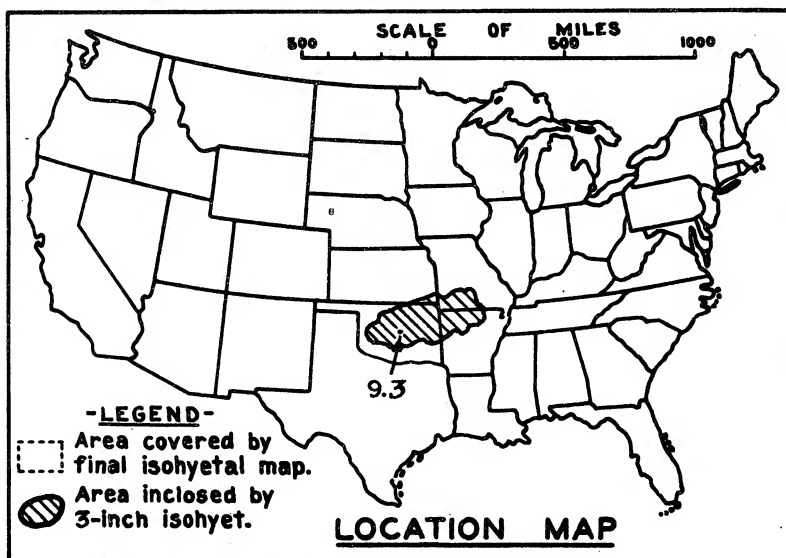 SCALE OF MILES
500 0 500 1000
9.3
-LEGEND-
Area covered by
final isohyetal map.
Area inclosed by
3-inch isohyet.
LOCATION MAP